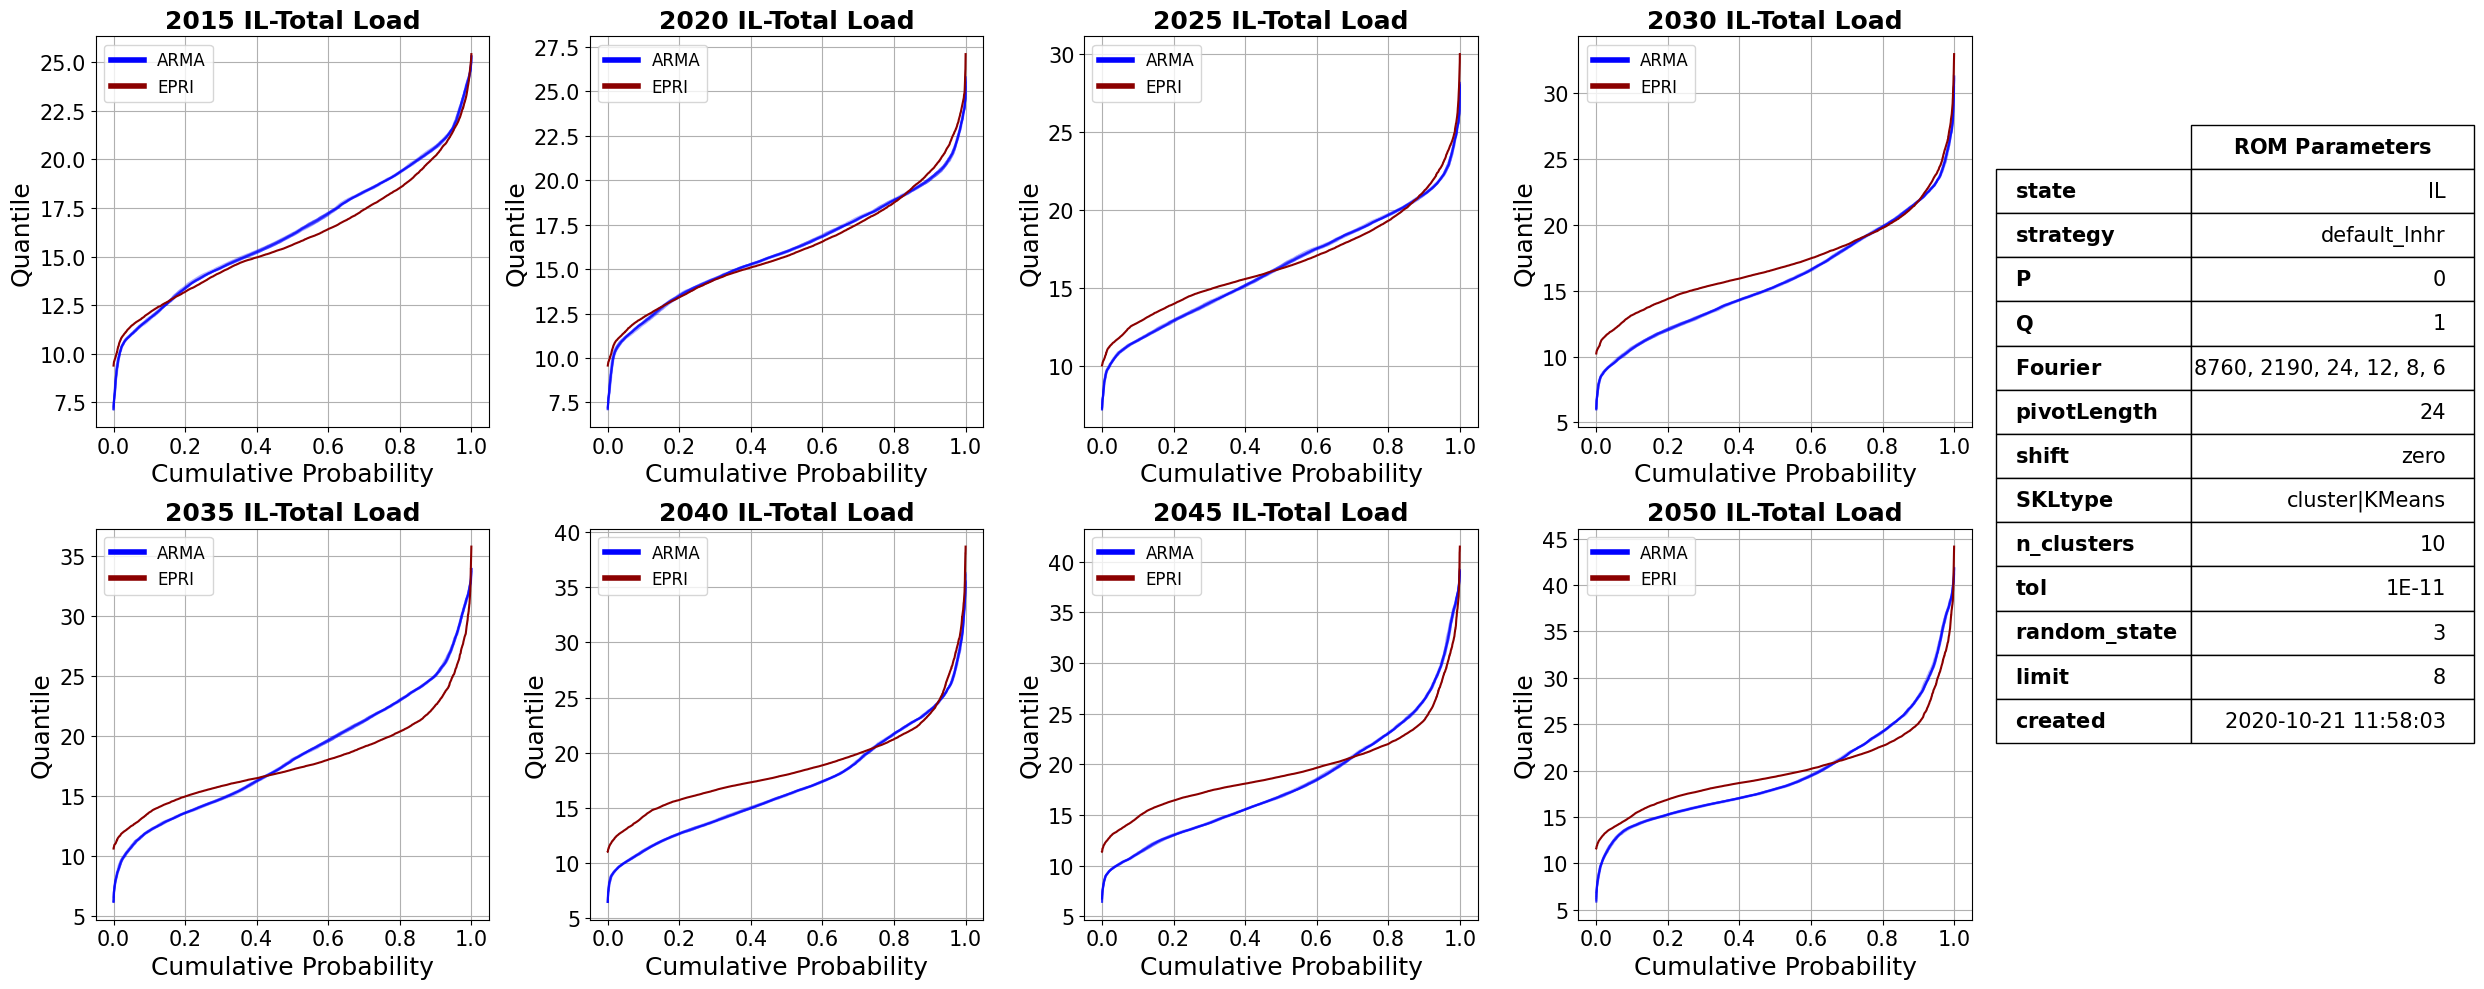 2015 IL-Total Load
ARMA
EPRI
Quantile
25.0
22.5
20.0
17.5
15.0
12.5
10.0
7.5
0.0 0.2 0.4 0.6 0.8 1.0
Cumulative Probability
2020 IL-Total Load
ARMA
EPRI
Quantile
27.5
25.0
22.5
20.0
17.5
15.0
12.5
10.0
7.5
0.0 0.2 0.4 0.6 0.8 1.0
Cumulative Probability
2025 IL-Total Load
ARMA
EPRI
Quantile
30
25
20
15
10
0.0 0.2 0.4 0.6 0.8 1.0
Cumulative Probability
2030 IL-Total Load
ARMA
EPRI
Quantile
30
25
20
15
10
5
0.0 0.2 0.4 0.6 0.8 1.0
Cumulative Probability
2035 IL-Total Load
ARMA
EPRI
Quantile
35
30
25
20
15
10
5
0.0 0.2 0.4 0.6 0.8 1.0
Cumulative Probability
2040 IL-Total Load
ARMA
EPRI
Quantile
40
35
30
25
20
15
10
5
0.0 0.2 0.4 0.6 0.8 1.0
Cumulative Probability
2045 IL-Total Load
ARMA
EPRI
Quantile
40
35
30
25
20
15
10
5
0.0 0.2 0.4 0.6 0.8 1.0
Cumulative Probability
2050 IL-Total Load
ARMA
EPRI
Quantile
45
40
35
30
25
20
15
10
5
0.0 0.2 0.4 0.6 0.8 1.0
Cumulative Probability
ROM Parameters
state IL
strategy default_lnhr
P 0
Q 1
Fourier 8760, 2190, 24, 12, 8, 6
pivotLength 24
shift zero
SKLtype cluster|KMeans
n_clusters 10
tol 1E-11
random_state 3
limit 8
created 2020-10-21 11:58:03